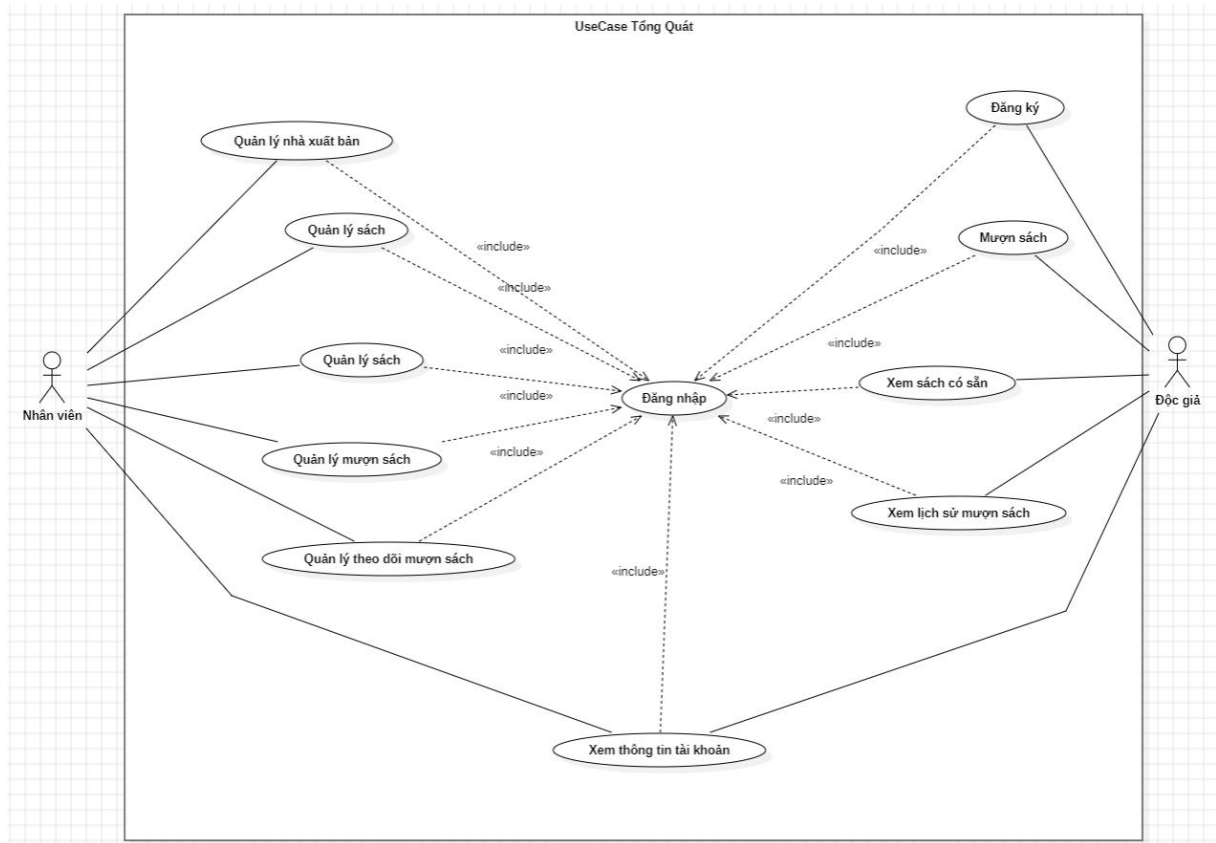 UseCase Tổng Quát
Đăng ký
Quản lý nhà xuất bản
Quản lý sách
Mượn sách
«include»
«include»
«include»
«include»
«include»
Quản lý sách
Xem sách có sẵn
Đăng nhập
«include»
«include»
Nhân viên
Độc giả
«include»
Quản lý mượn sách
«include»
Xem lịch sử mượn sách
Quản lý theo dõi mượn sách
«include»
Xem thông tin tài khoản